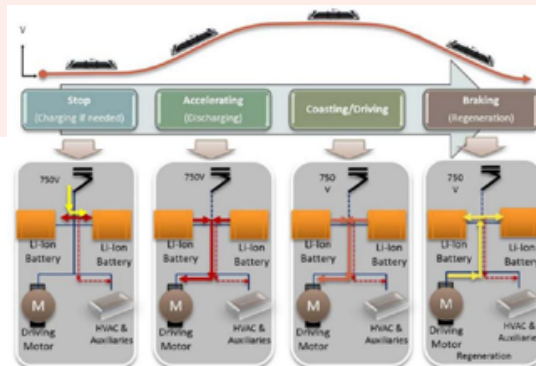 V
Stop
(Charging if needed)
Accelerating
(Discharging)
Coasting/Driving
Braking
(Regeneration)
750V
Li-Ion
Battery
Li-Ion
Battery
M
Driving
Motor
HVAC &
Auxiliaries
750V
Li-Ion
Battery
Li-Ion
Battery
M
Driving
Motor
HVAC &
Auxiliaries
750
V
Li-Ion
Battery
Li-Ion
Battery
M
Driving
Motor
HVAC &
Auxiliaries
750
V
Li-Ion
Battery
Li-Ion
Battery
M
Driving
Motor
HVAC &
Auxiliaries
Regeneration